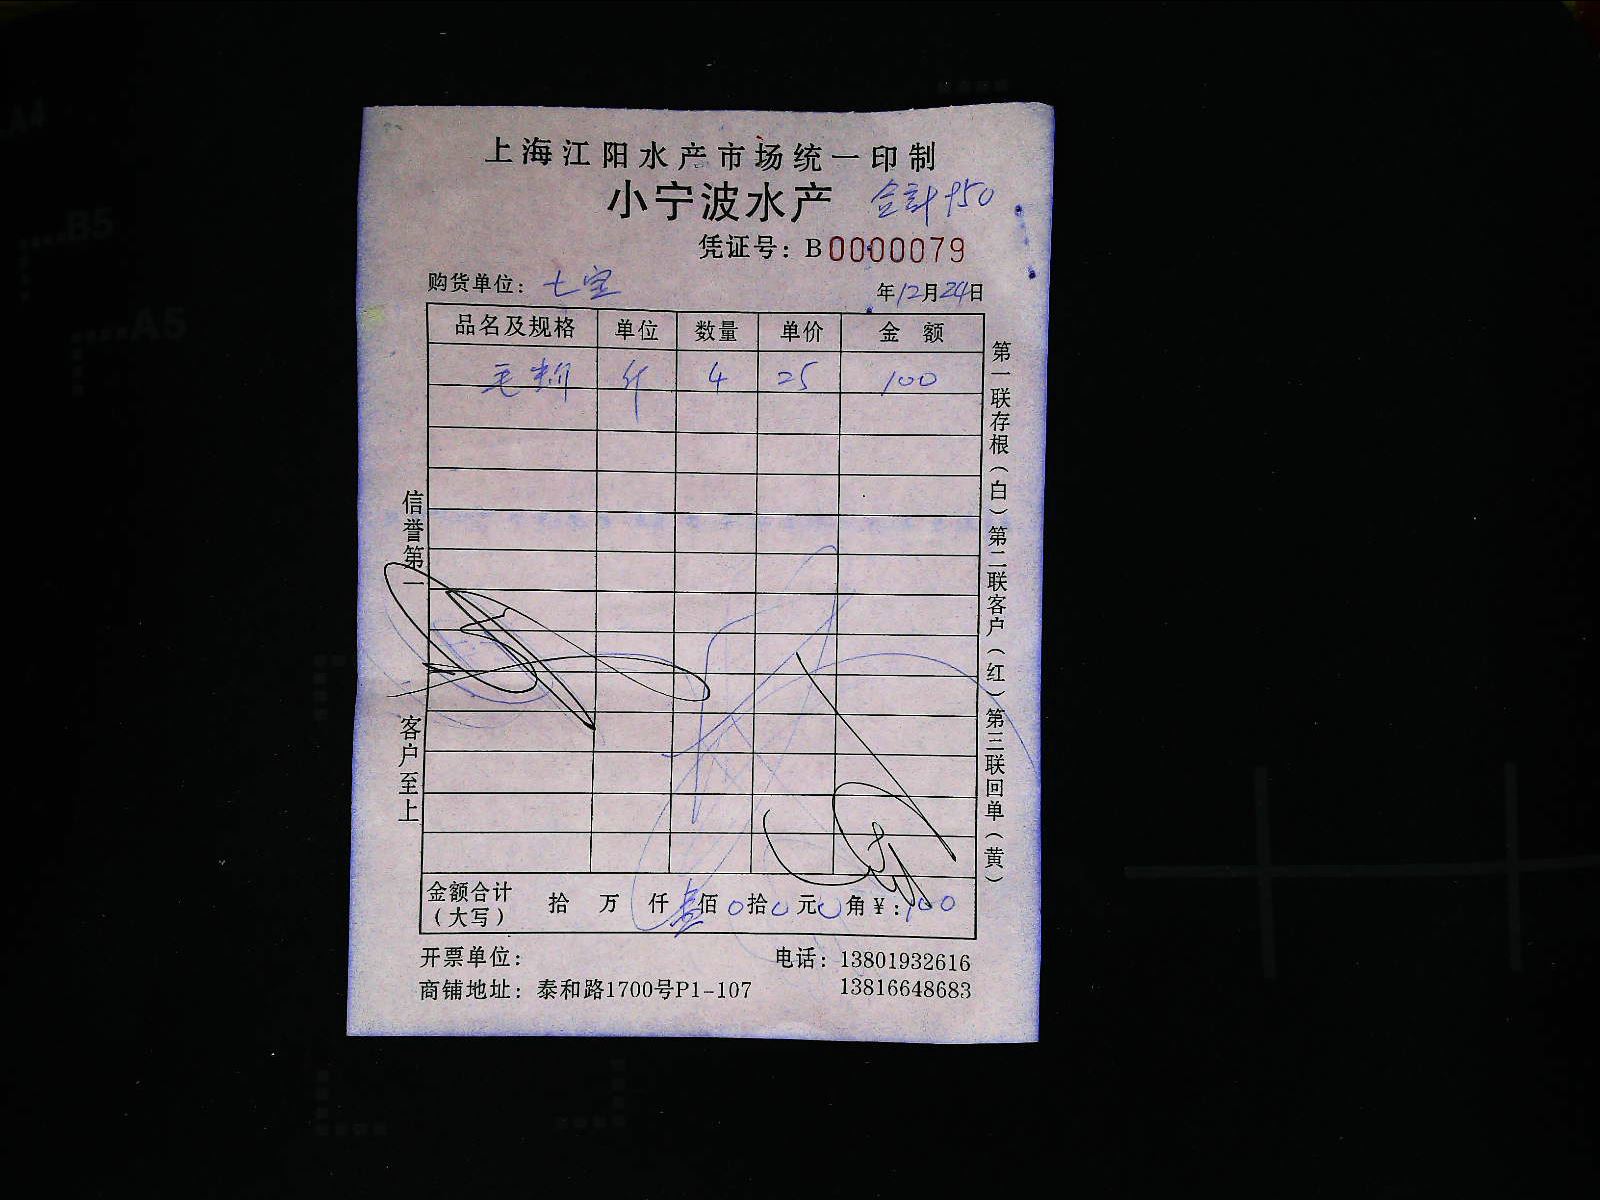 上海江阳水产市场统一印制
小宁波水产 合計950
凭证号：B0000079
购货单位：七宝 年12月24日
品名及规格 单位 数量 单价 金额
毛 斤 4 25 100
信誉第一 客户至上
第一联存根（白）第二联客户（红）第三联回单（黄）
金额合计（大写） 拾 万 仟壹佰0拾0元0角¥：100
开票单位： 电话：13801932616
商铺地址：泰和路1700号P1-107 13816648683
A4
B5
A5